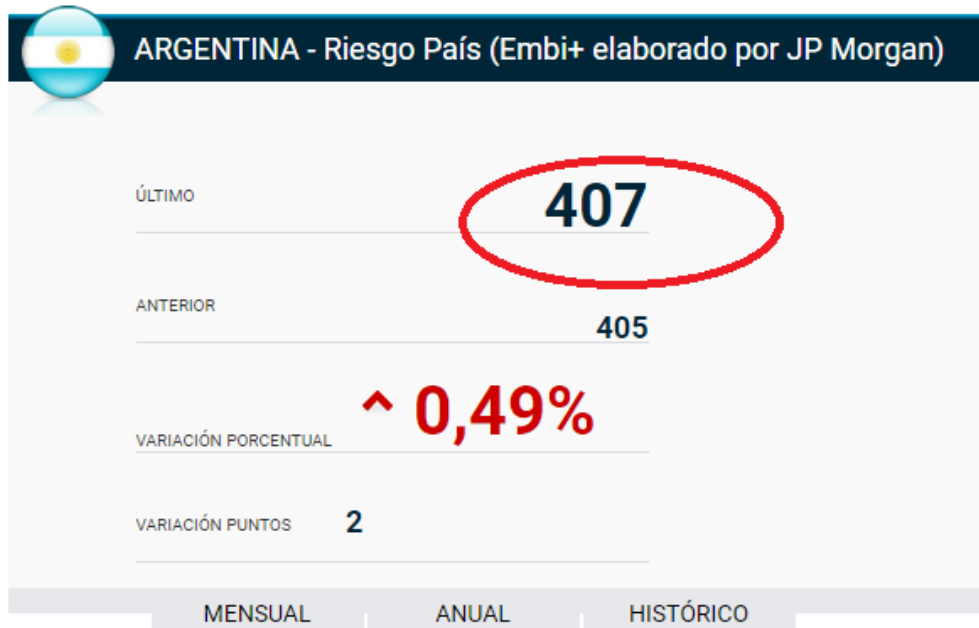 ARGENTINA - Riesgo País (Embi+ elaborado por JP Morgan)
ÚLTIMO 407
ANTERIOR 405
VARIACIÓN PORCENTUAL 0,49%
VARIACIÓN PUNTOS 2
MENSUAL ANUAL HISTÓRICO